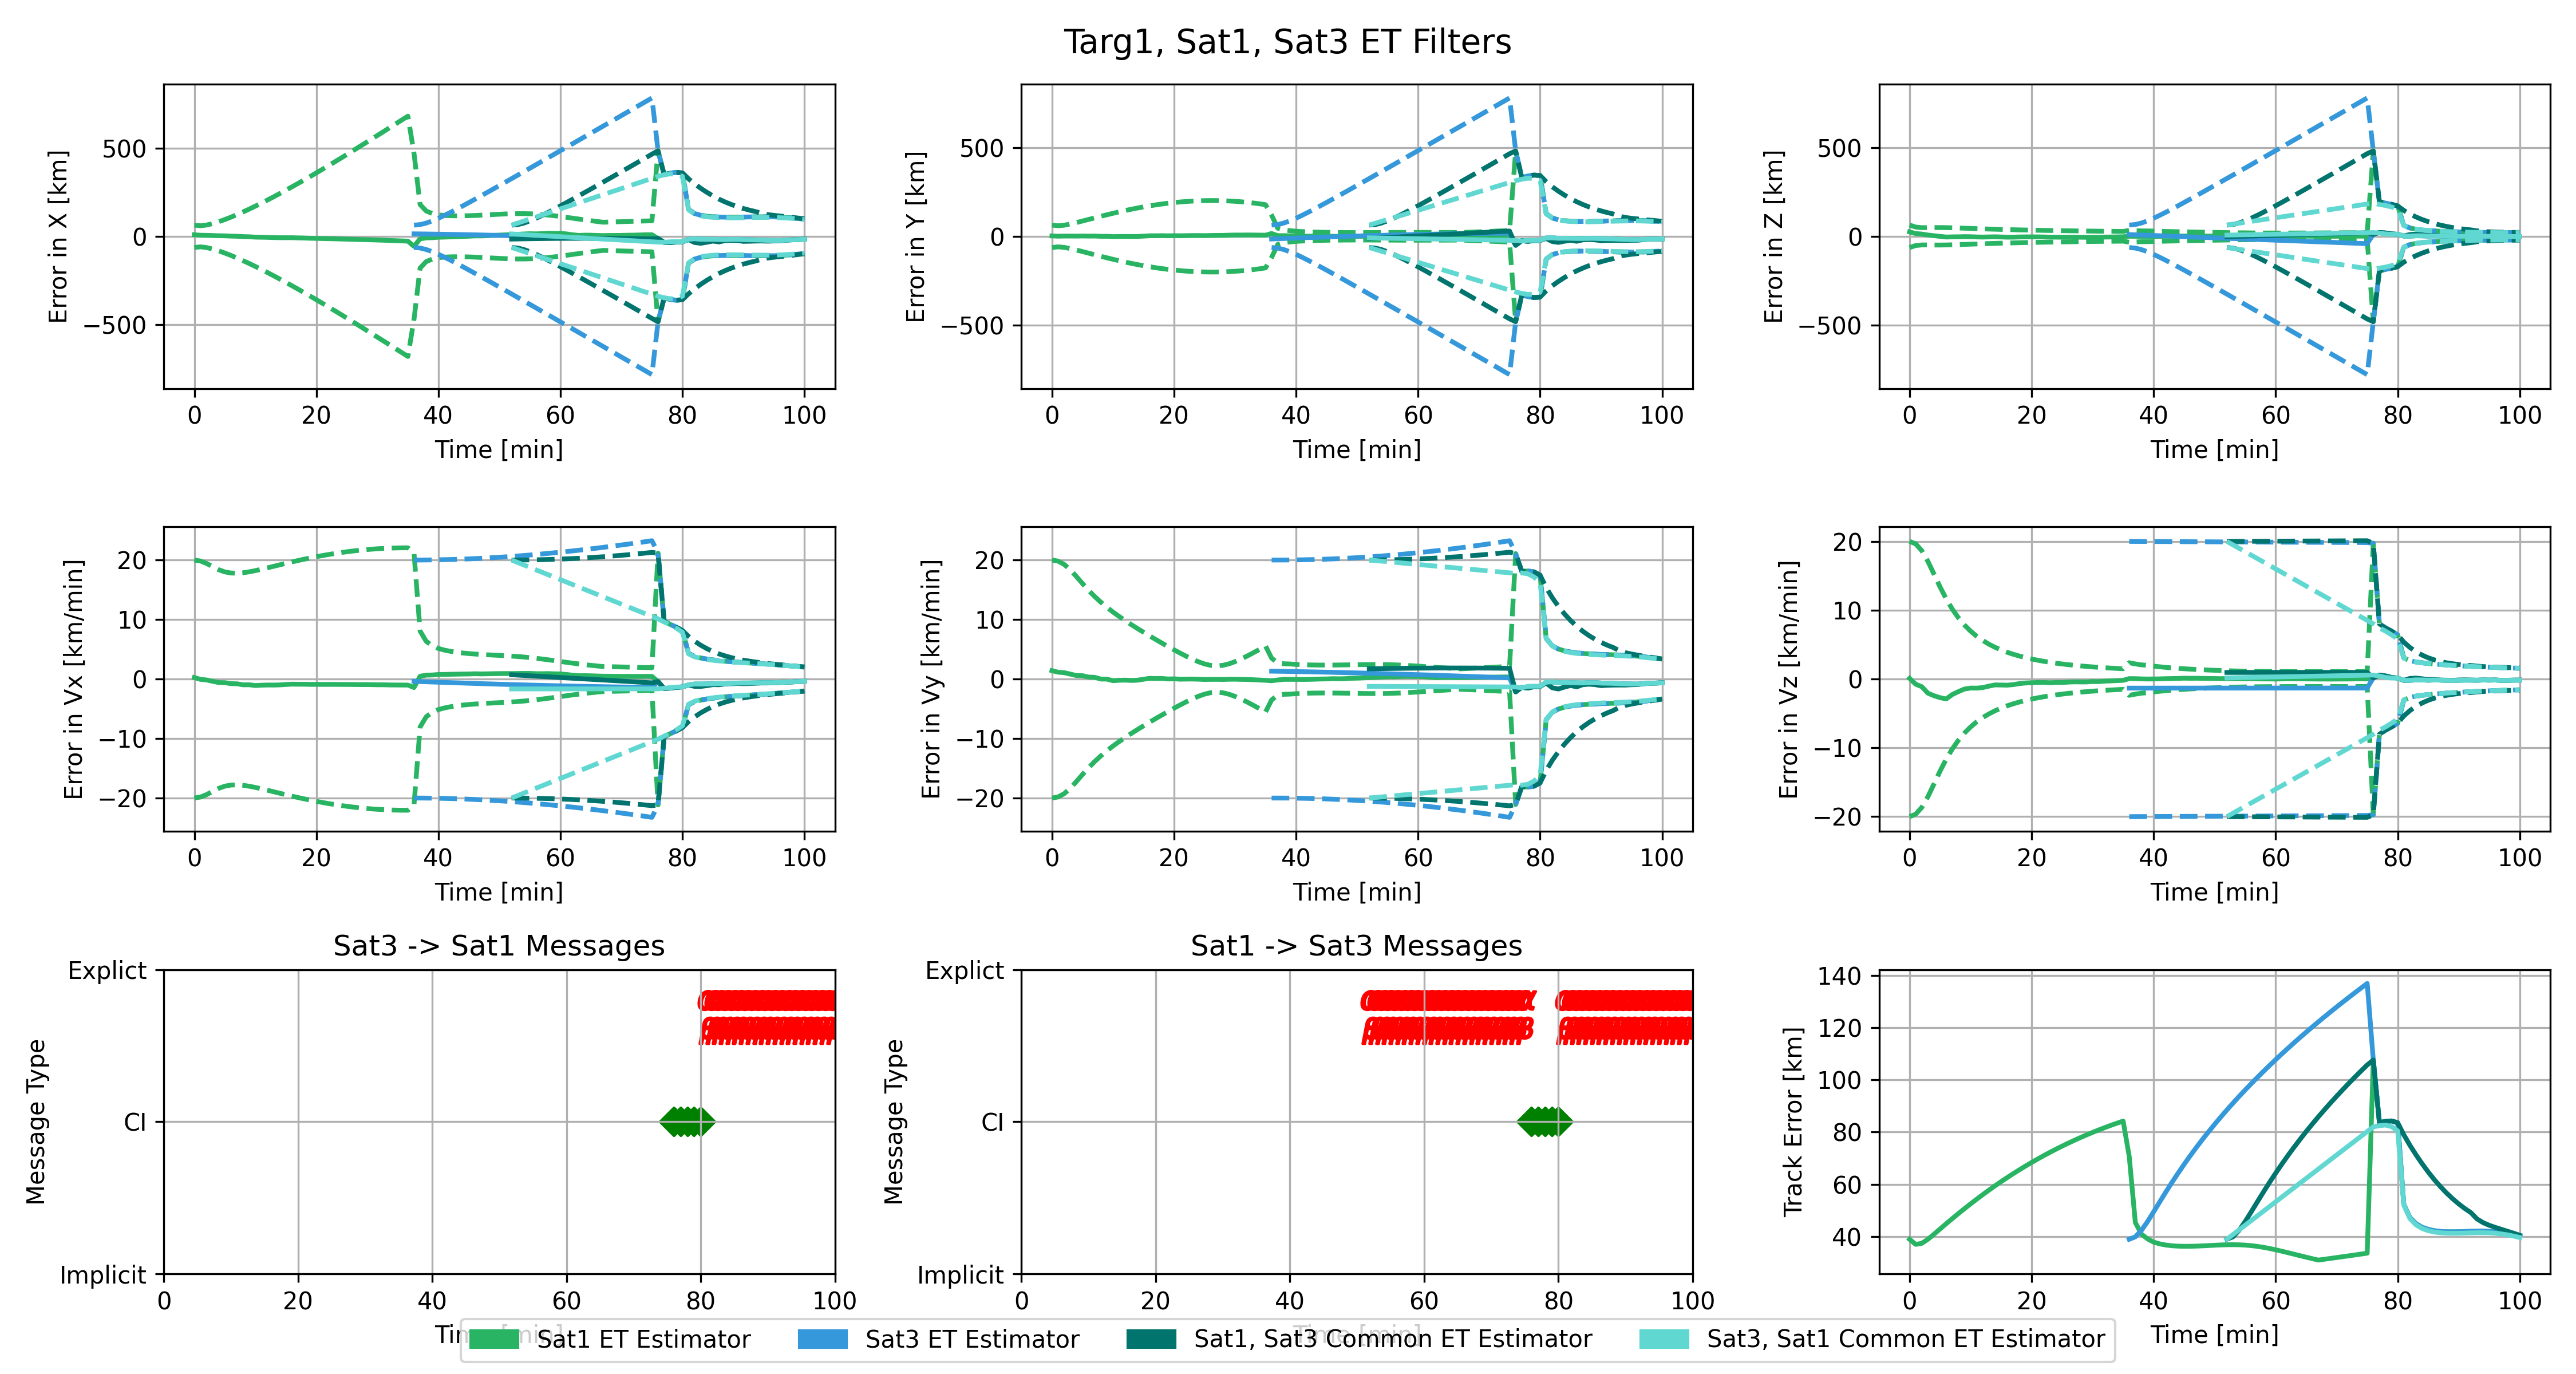 Targ1, Sat1, Sat3 ET Filters
Error in X [km]
500
0
−500
0 20 40 60 80 100
Time [min]
Error in Y [km]
500
0
−500
0 20 40 60 80 100
Time [min]
Error in Z [km]
500
0
−500
0 20 40 60 80 100
Time [min]
Error in Vx [km/min]
20
10
0
−10
−20
0 20 40 60 80 100
Time [min]
Error in Vy [km/min]
20
10
0
−10
−20
0 20 40 60 80 100
Time [min]
Error in Vz [km/min]
20
10
0
−10
−20
0 20 40 60 80 100
Time [min]
Sat3 -> Sat1 Messages
Message Type
Explict
CI
Implicit
0 20 40 60 80 100
Time [min]
Sat1 -> Sat3 Messages
Message Type
Explict
CI
Implicit
0 20 40 60 80 100
Time [min]
Track Error [km]
140
120
100
80
60
40
0 20 40 60 80 100
Time [min]
Sat1 ET Estimator
Sat3 ET Estimator
Sat1, Sat3 Common ET Estimator
Sat3, Sat1 Common ET Estimator